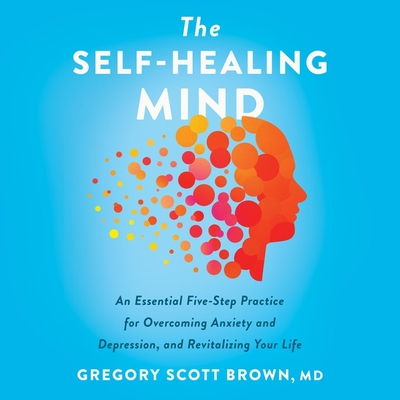 The
SELF-HEALING
MIND
An Essential Five-Step Practice
for Overcoming Anxiety and
Depression, and Revitalizing Your Life
GREGORY SCOTT BROWN, MD